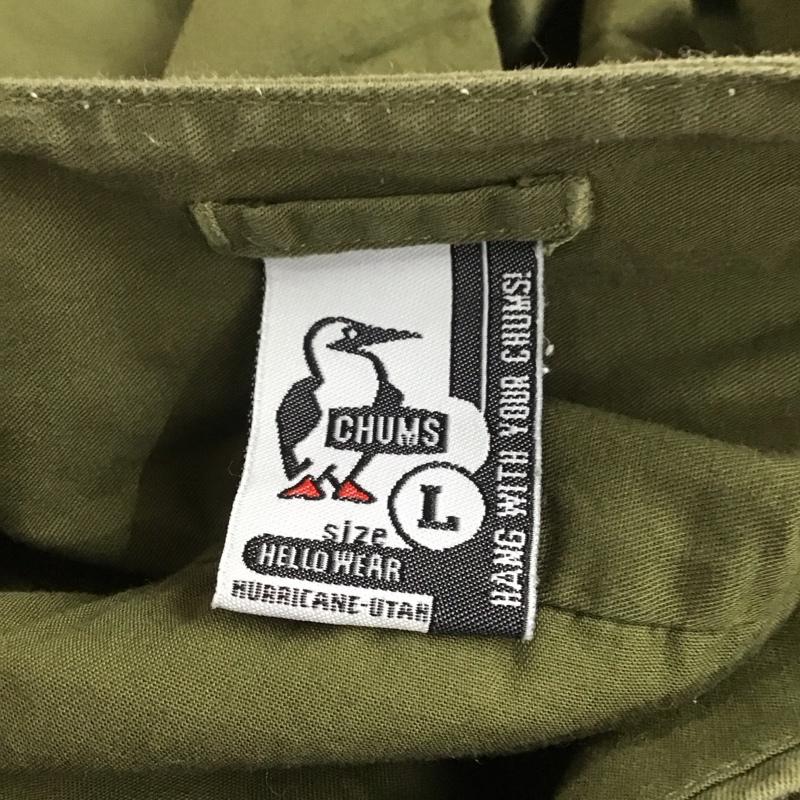 CHUMS
L
size
HELLO WEAR
HURRICANE-UTAH
HANG WITH YOUR CHUMS!